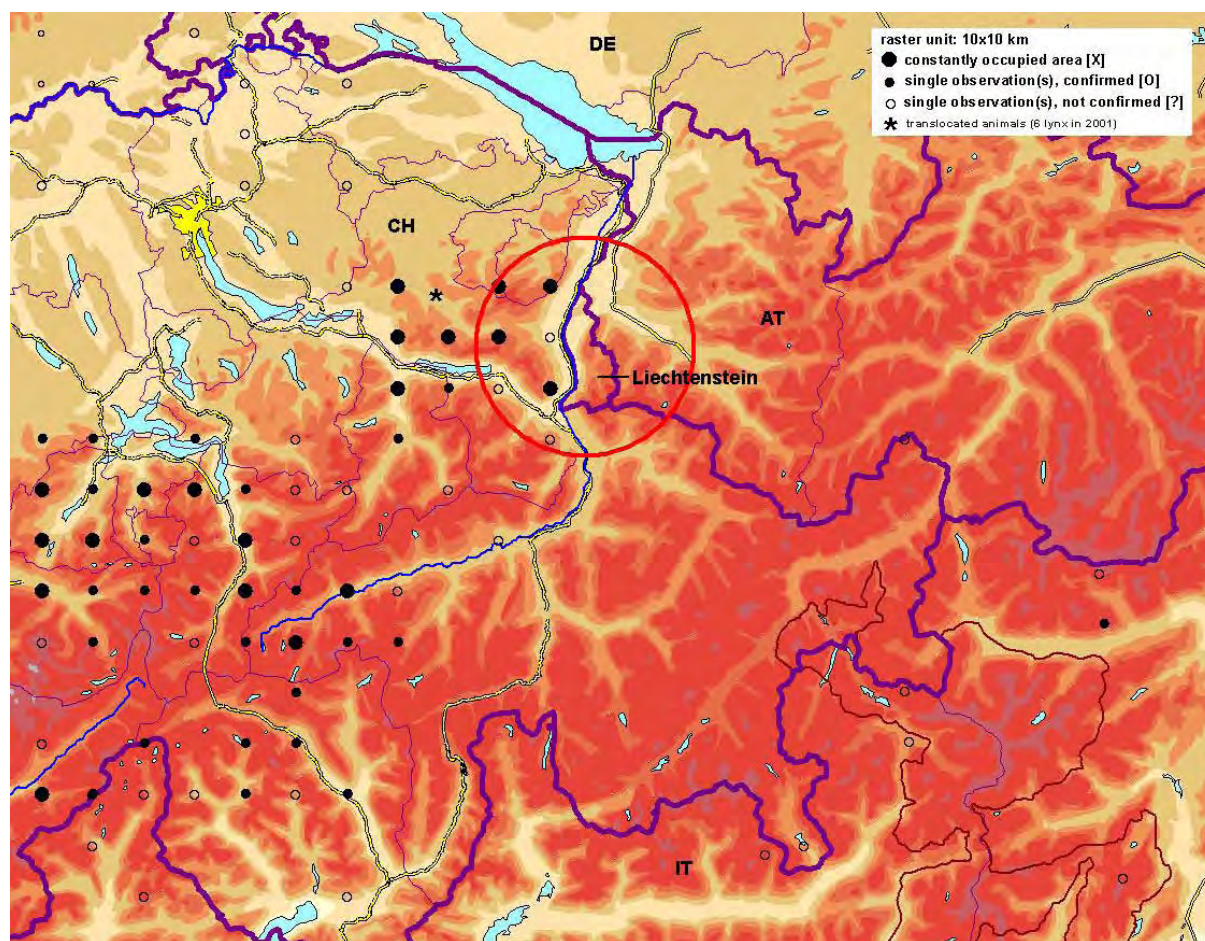 DE
raster unit: 10x10 km
constantly occupied area [X]
single observation(s), confirmed [O]
single observation(s), not confirmed [?]
* translocated animals (6 lynx in 2001)
CH
*
AT
Liechtenstein
IT